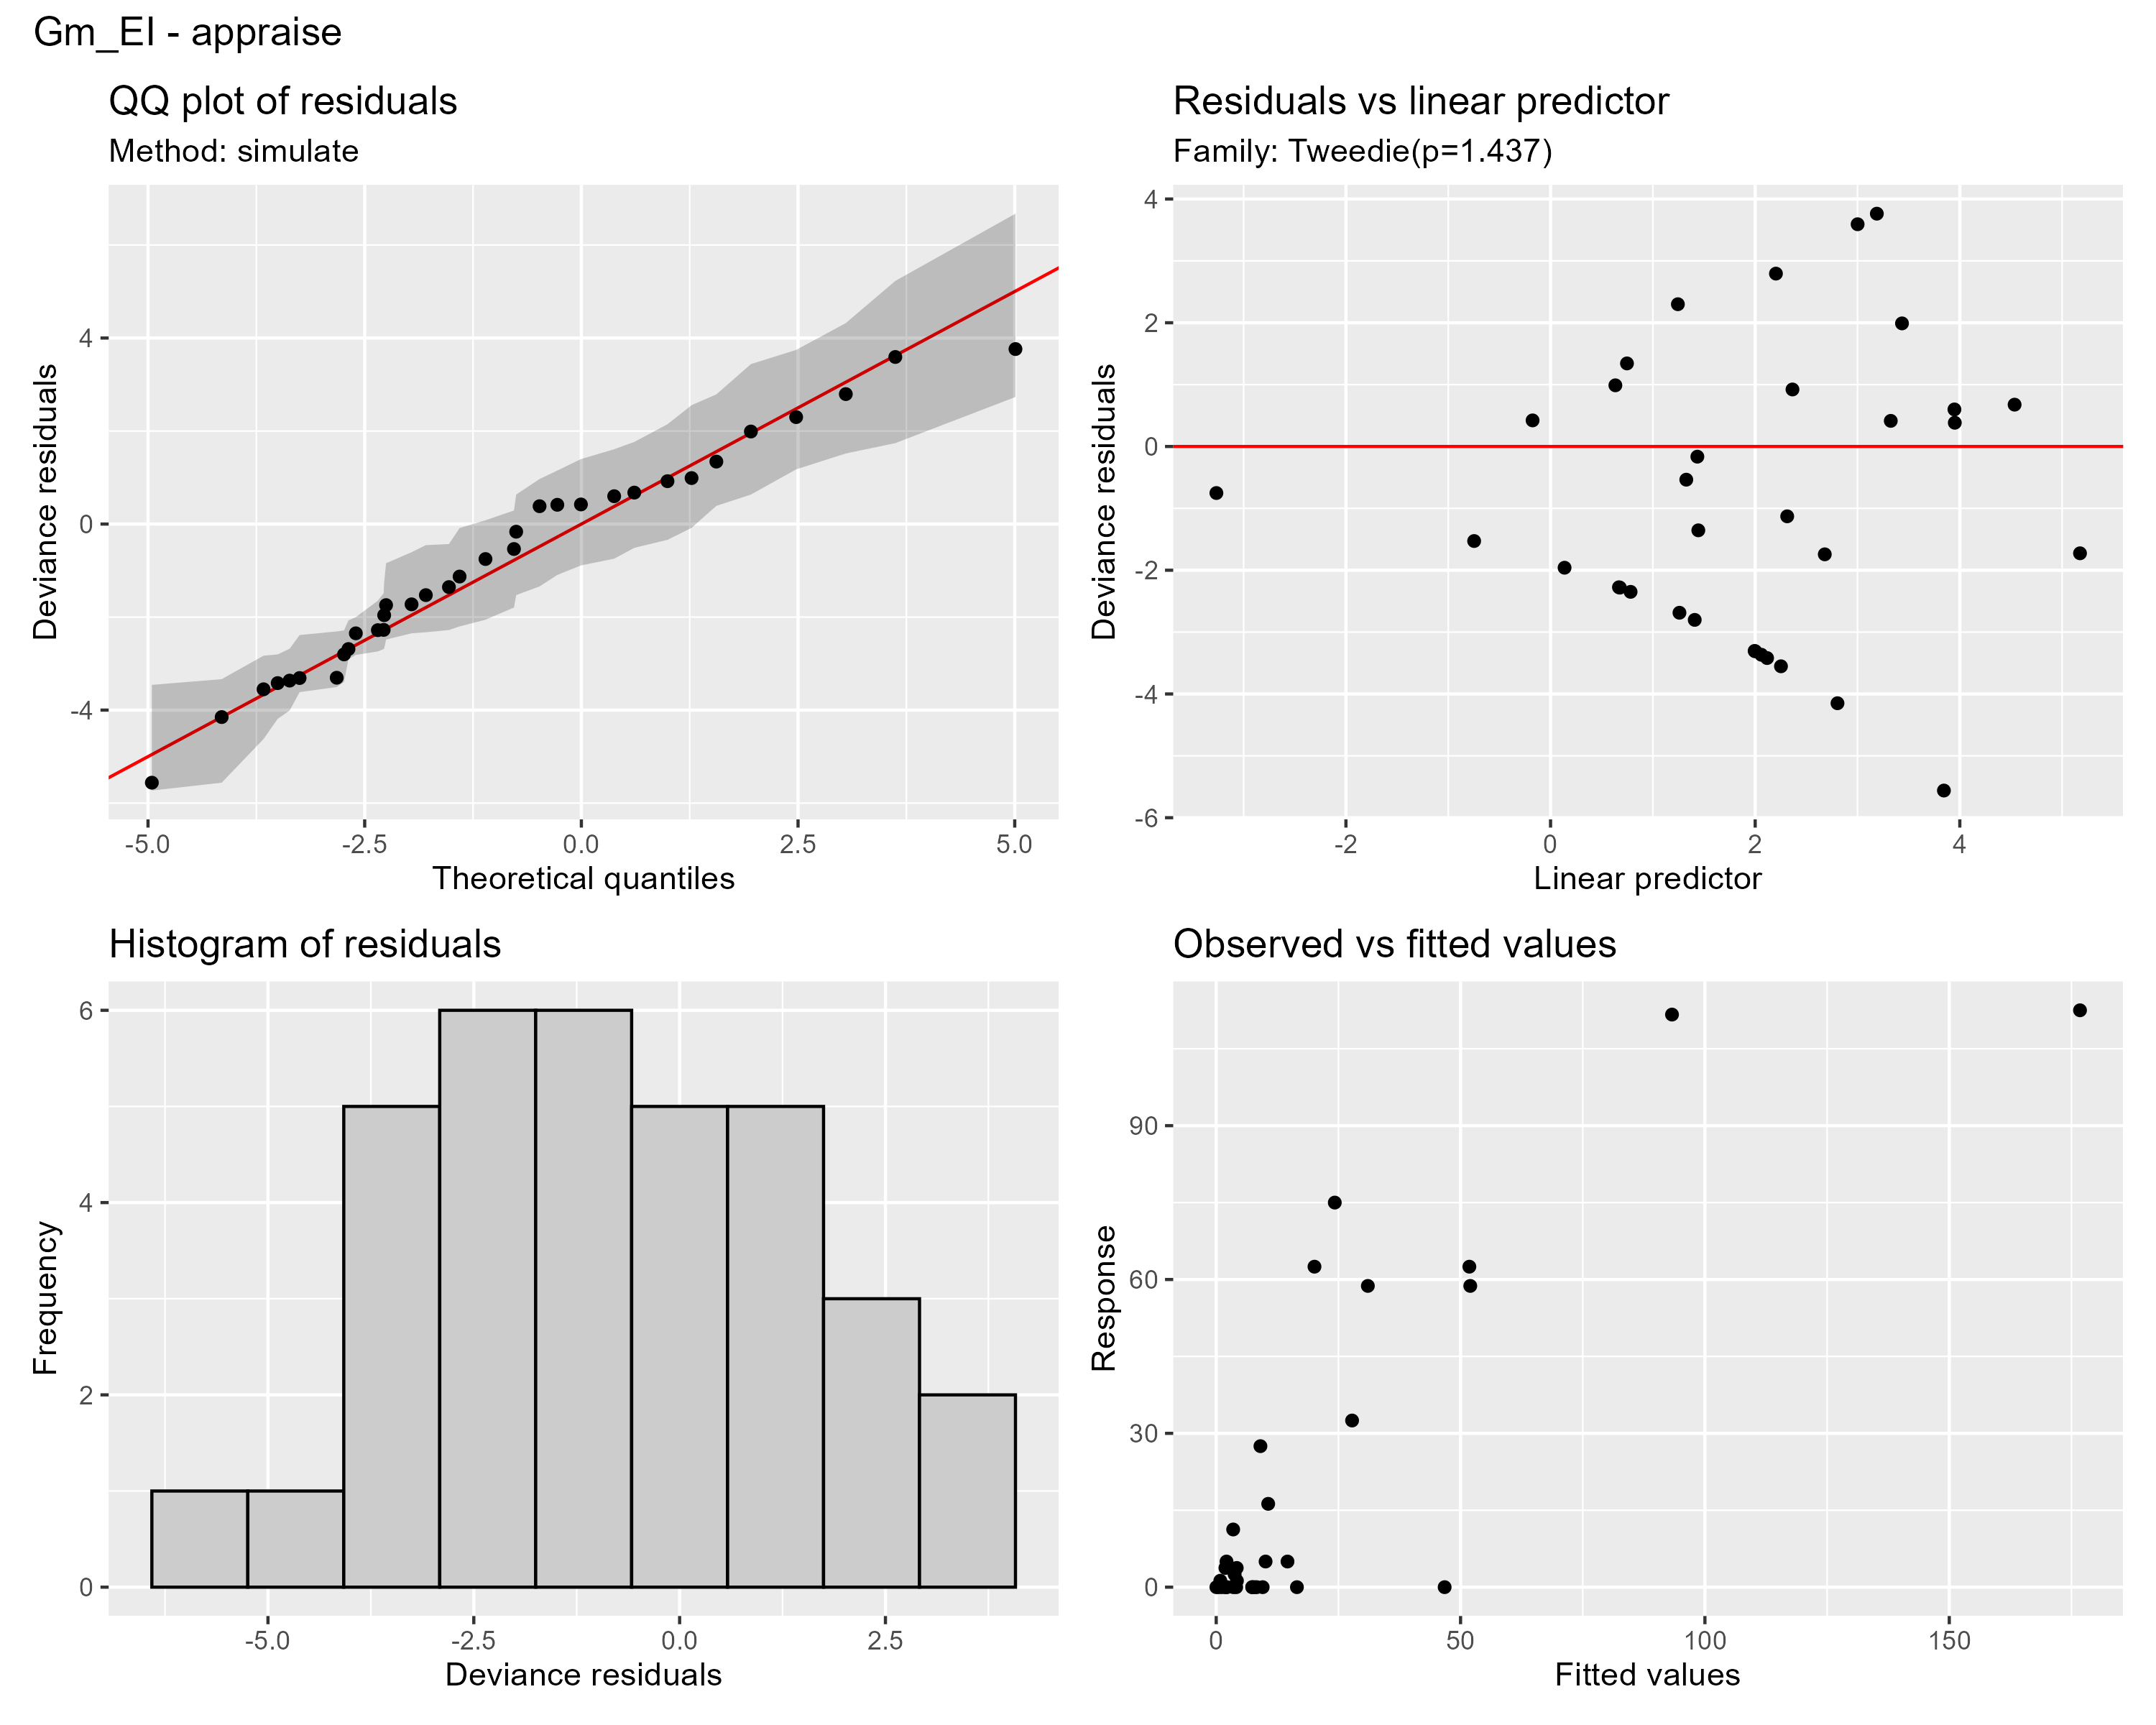 Gm_EI - appraise
QQ plot of residuals
Method: simulate
Deviance residuals
4
0
-4
-5.0 -2.5 0.0 2.5 5.0
Theoretical quantiles
Residuals vs linear predictor
Family: Tweedie(p=1.437)
Deviance residuals
4
2
0
-2
-4
-6
-2 0 2 4
Linear predictor
Histogram of residuals
Frequency
6
4
2
0
-5.0 -2.5 0.0 2.5
Deviance residuals
Observed vs fitted values
Response
90
60
30
0
0 50 100 150
Fitted values